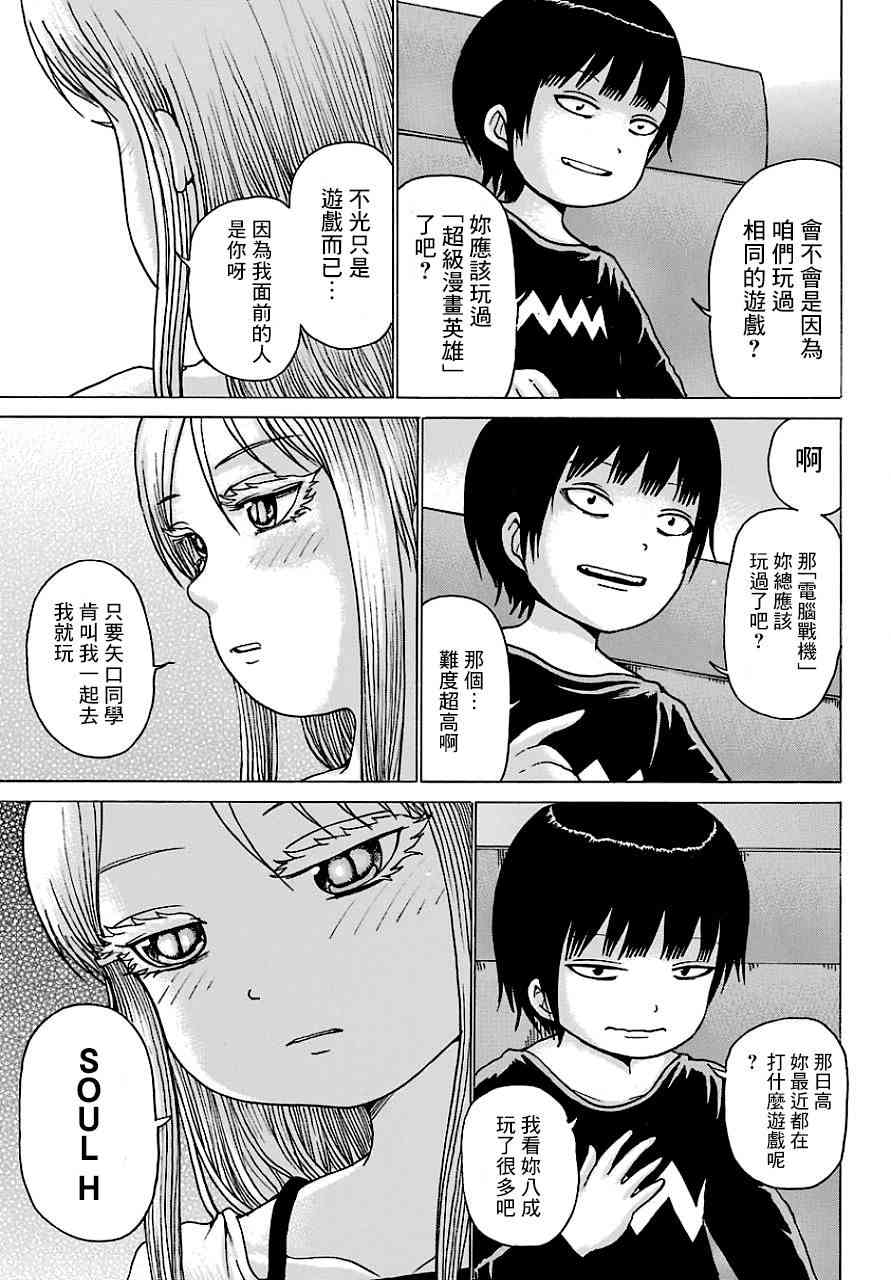 會不會是因為
咱們玩過
相同的遊戲?
妳應該玩過
「超級漫畫英雄」
了吧?
不光只是
遊戲而已…
因為我面前的人
是你呀
啊
那「電腦戰機」
妳總應該
玩過了吧?
那個…
難度超高啊
只要矢口同學
肯叫我一起去
我就玩
那日高
妳最近都在
打什麼遊戲呢
?
我看妳八成
玩了很多吧
SOUL H